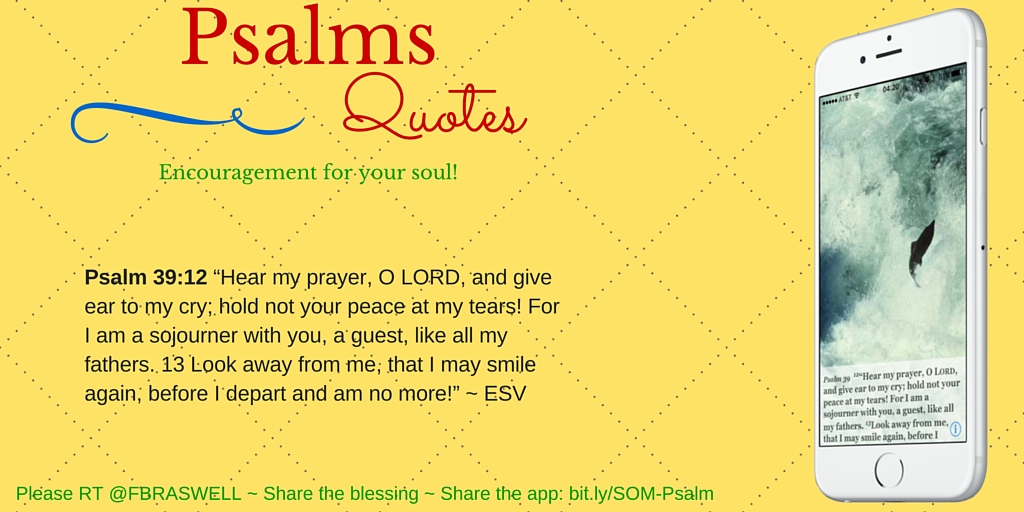 Psalms
Quotes
Encouragement for your soul!
Psalm 39:12 “Hear my prayer, O LORD, and give
ear to my cry; hold not your peace at my tears! For
I am a sojourner with you, a guest, like all my
fathers. 13 Look away from me, that I may smile
again, before I depart and am no more!” ~ ESV
Please RT @FBRASWELL ~ Share the blessing ~ Share the app: bit.ly/SOM-Psalm
AT&T 04:20
Psalm 39 12“Hear my prayer, O LORD,
and give ear to my cry; hold not your
peace at my tears! For I am a
sojourner with you, a guest, like all
my fathers. 13Look away from me,
that I may smile again, before I